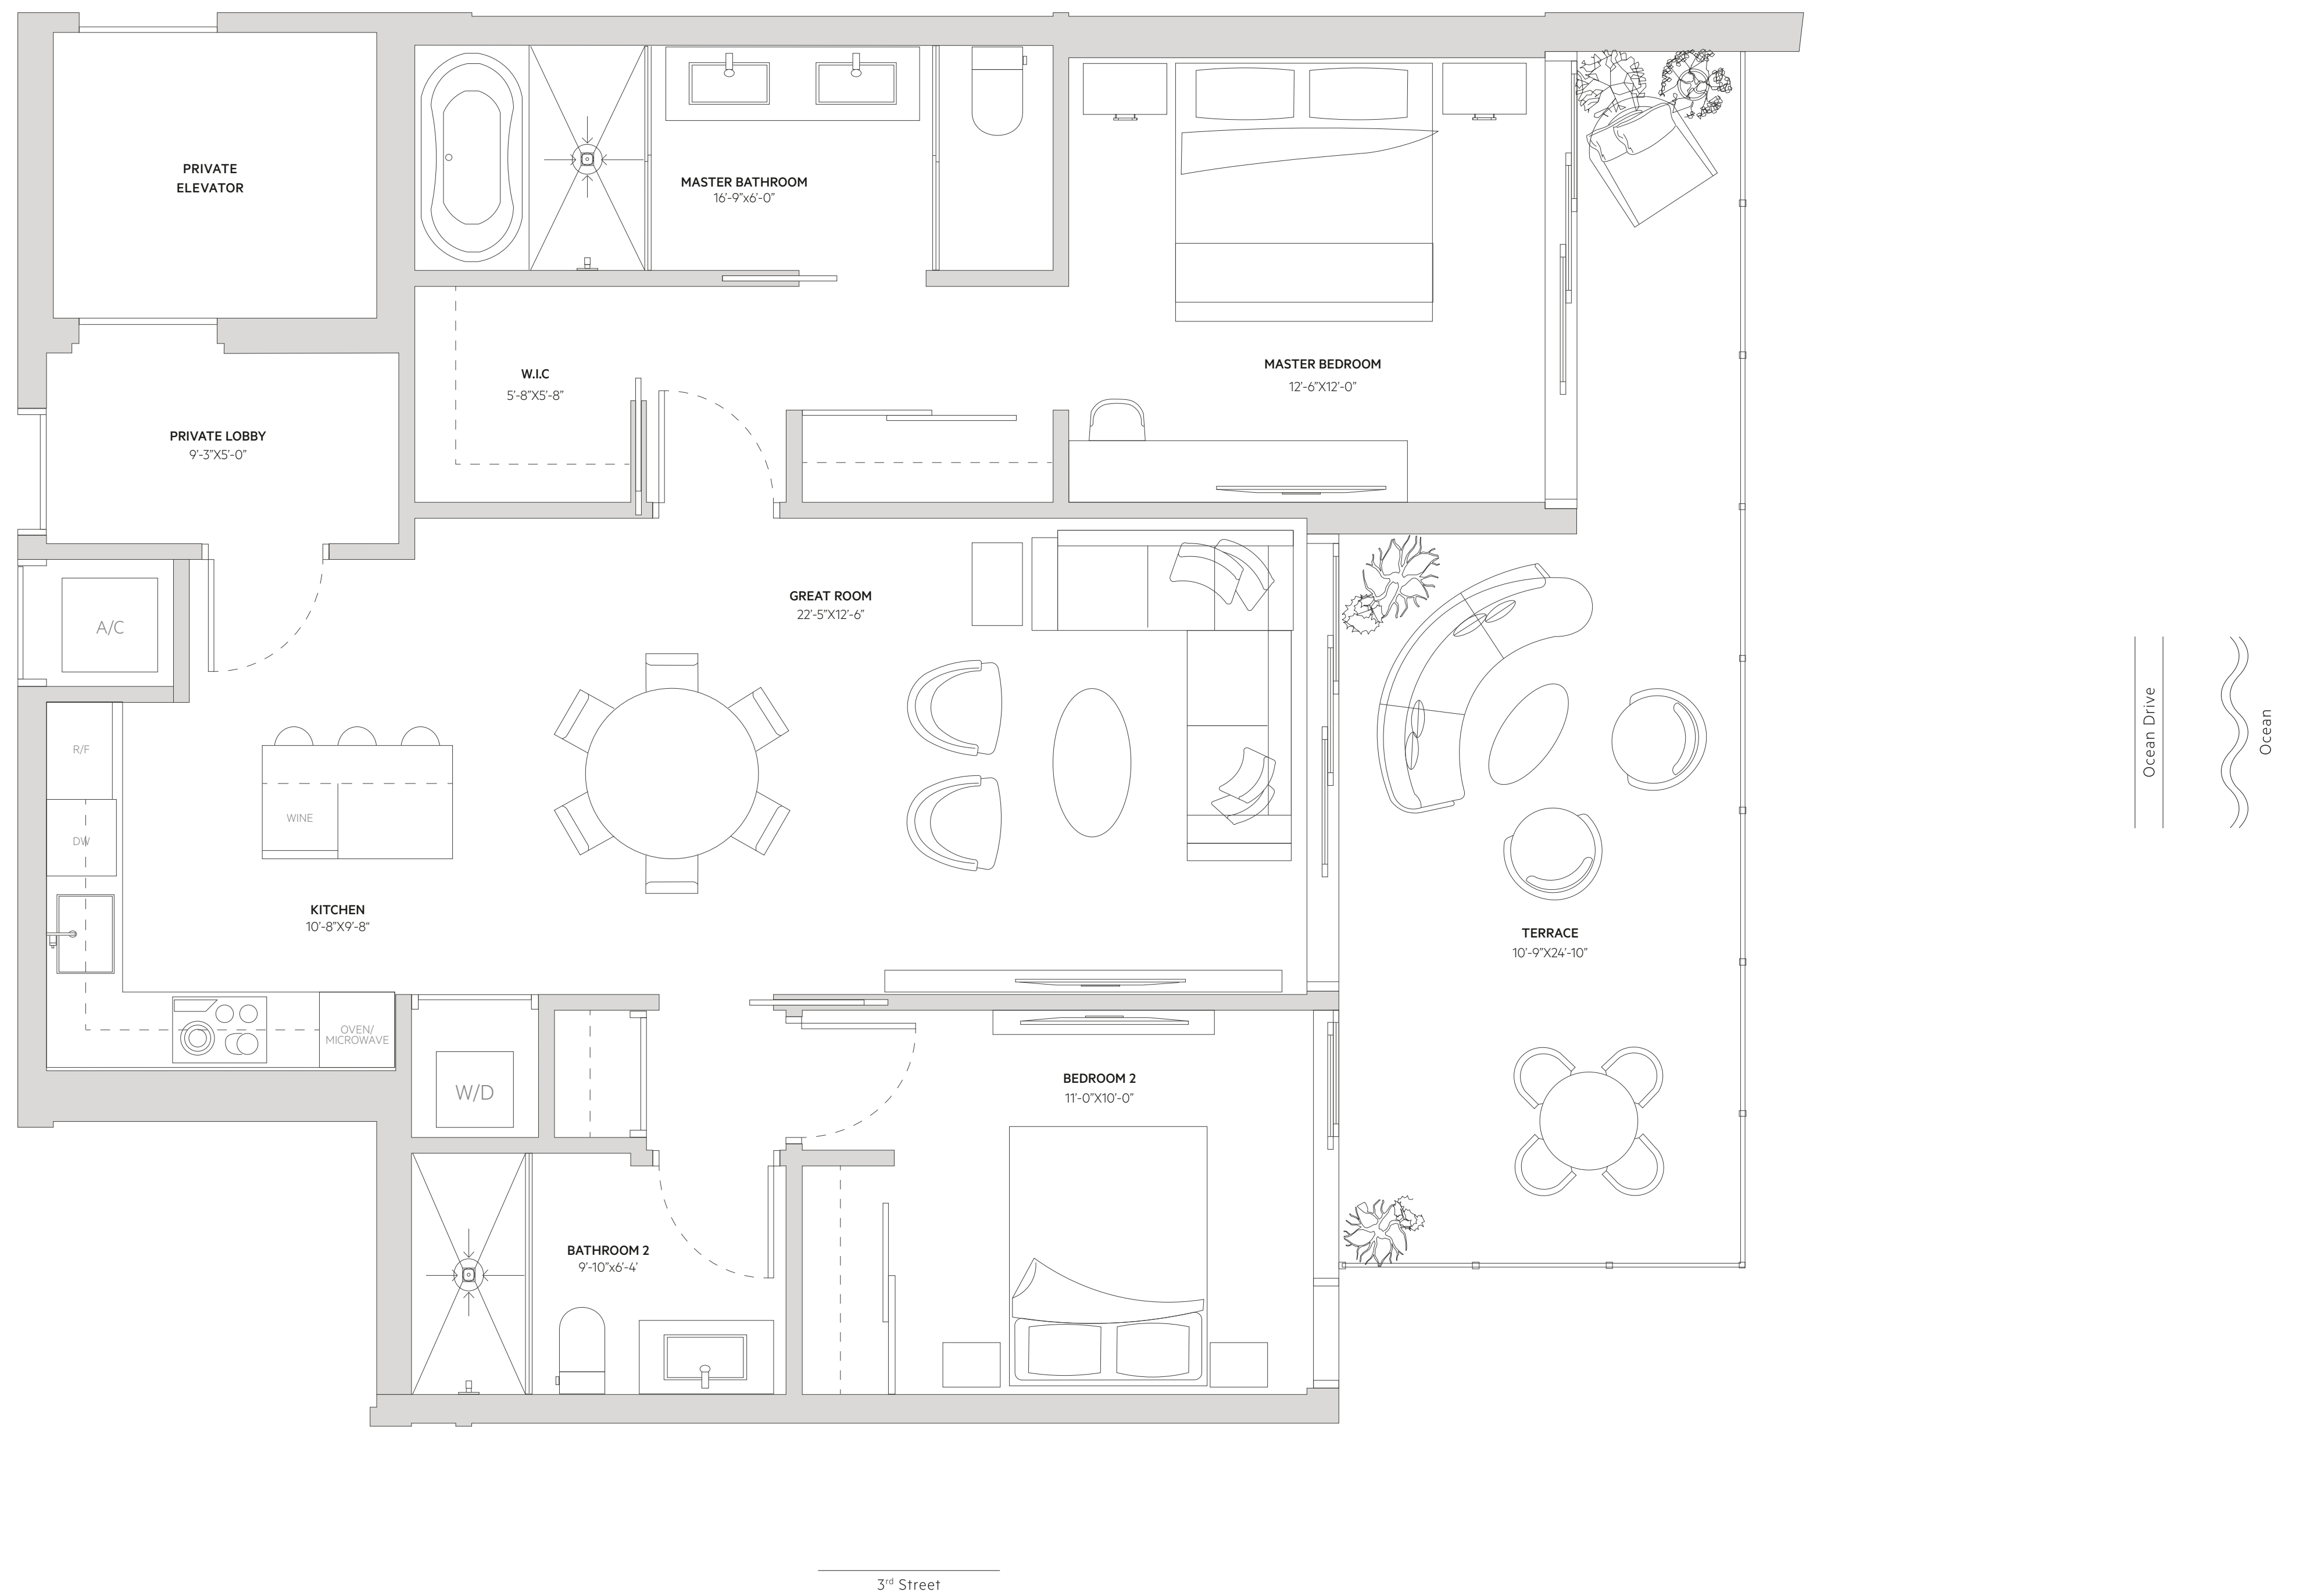 PRIVATE
ELEVATOR
MASTER BATHROOM
16'-9"x6'-0"
W.I.C
5'-8"X5'-8"
MASTER BEDROOM
12'-6"X12'-0"
PRIVATE LOBBY
9'-3"X5'-0"
A/C
GREAT ROOM
22'-5"X12'-6"
R/F
DW
WINE
KITCHEN
10'-8"X9'-8"
OVEN/
MICROWAVE
W/D
TERRACE
10'-9"X24'-10"
BEDROOM 2
11'-0"X10'-0"
BATHROOM 2
9'-10"x6'-4'
Ocean Drive
Ocean
3rd Street